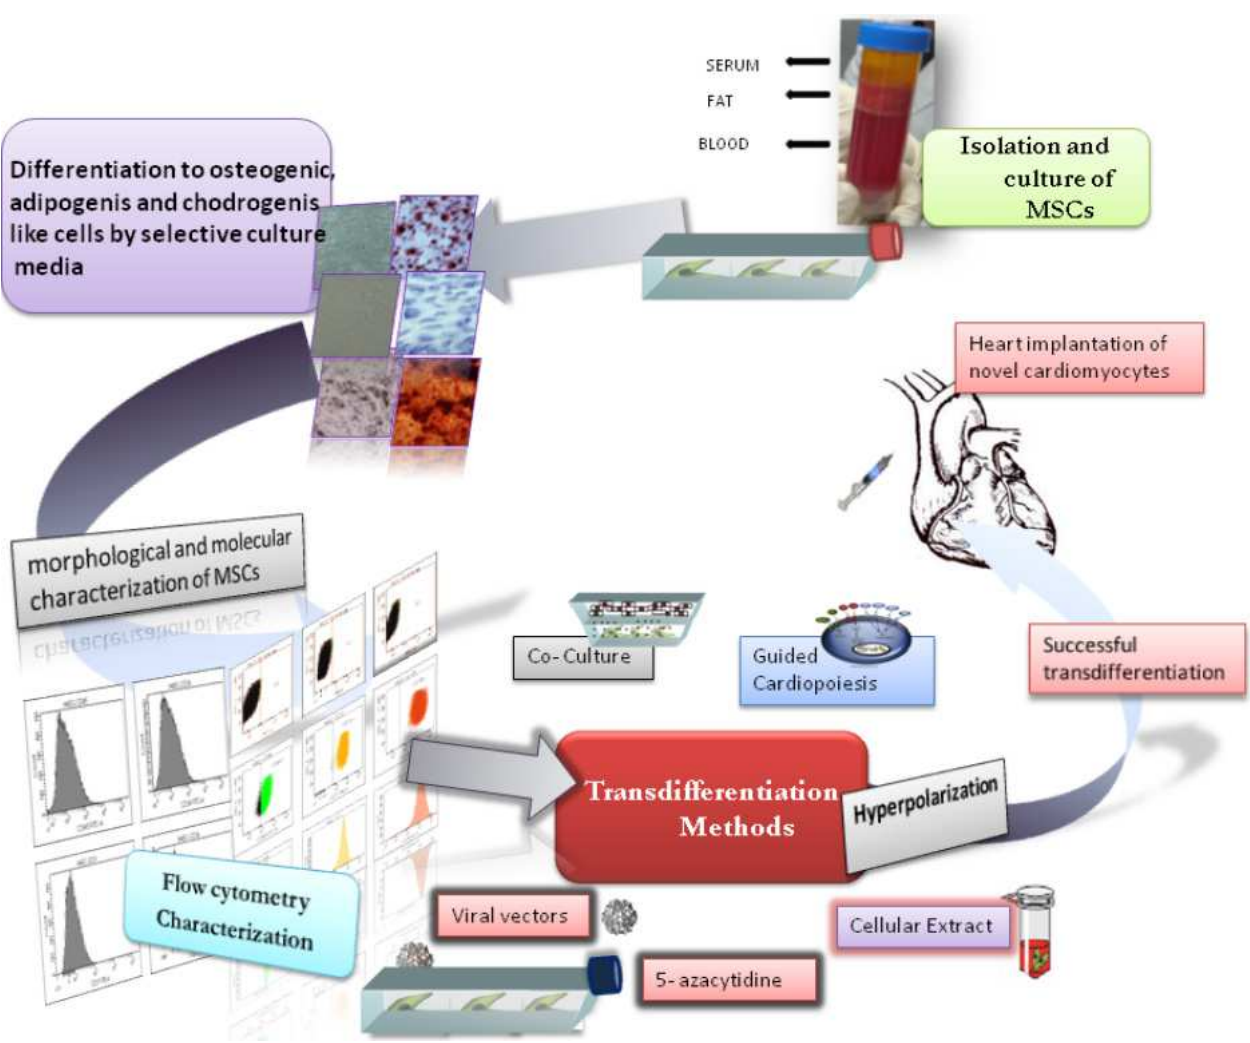 SERUM
FAT
BLOOD
Isolation and
culture of
MSCs
Differentiation to osteogenic,
adipogenis and chodrogenis
like cells by selective culture
media
Heart implantation of
novel cardiomyocytes
morphological and molecular
characterization of MSCs
Co- Culture
Guided
Cardiopoiesis
Successful
transdifferentiation
Transdifferentiation
Methods
Hyperpolarization
Flow cytometry
Characterization
Viral vectors
Cellular Extract
5- azacytidine